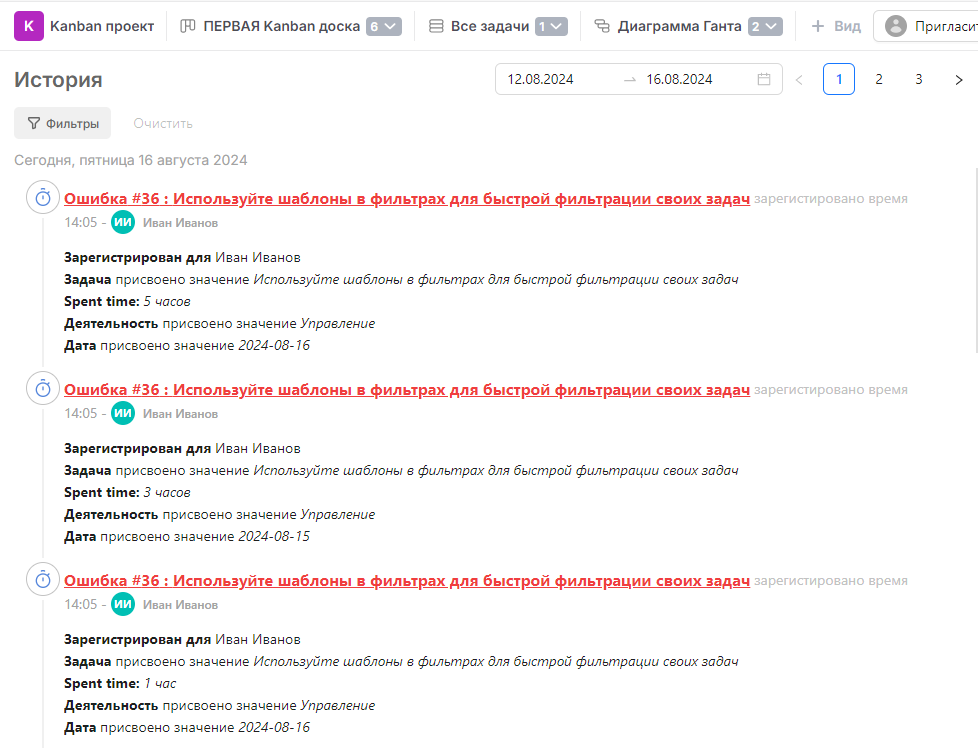 К Kanban проект ПЕРВАЯ Kanban доска 6 Все задачи 1 Диаграмма Ганта 2 + Вид Пригласит
История 12.08.2024 → 16.08.2024 < 1 2 3 >
Фильтры Очистить
Сегодня, пятница 16 августа 2024
Ошибка #36 : Используйте шаблоны в фильтрах для быстрой фильтрации своих задач зарегистрировано время
14:05 - ИИ Иван Иванов
Зарегистрирован для Иван Иванов
Задача присвоено значение Используйте шаблоны в фильтрах для быстрой фильтрации своих задач
Spent time: 5 часов
Деятельность присвоено значение Управление
Дата присвоено значение 2024-08-16
Ошибка #36 : Используйте шаблоны в фильтрах для быстрой фильтрации своих задач зарегистрировано время
14:05 - ИИ Иван Иванов
Зарегистрирован для Иван Иванов
Задача присвоено значение Используйте шаблоны в фильтрах для быстрой фильтрации своих задач
Spent time: 3 часов
Деятельность присвоено значение Управление
Дата присвоено значение 2024-08-15
Ошибка #36 : Используйте шаблоны в фильтрах для быстрой фильтрации своих задач зарегистрировано время
14:05 - ИИ Иван Иванов
Зарегистрирован для Иван Иванов
Задача присвоено значение Используйте шаблоны в фильтрах для быстрой фильтрации своих задач
Spent time: 1 час
Деятельность присвоено значение Управление
Дата присвоено значение 2024-08-16